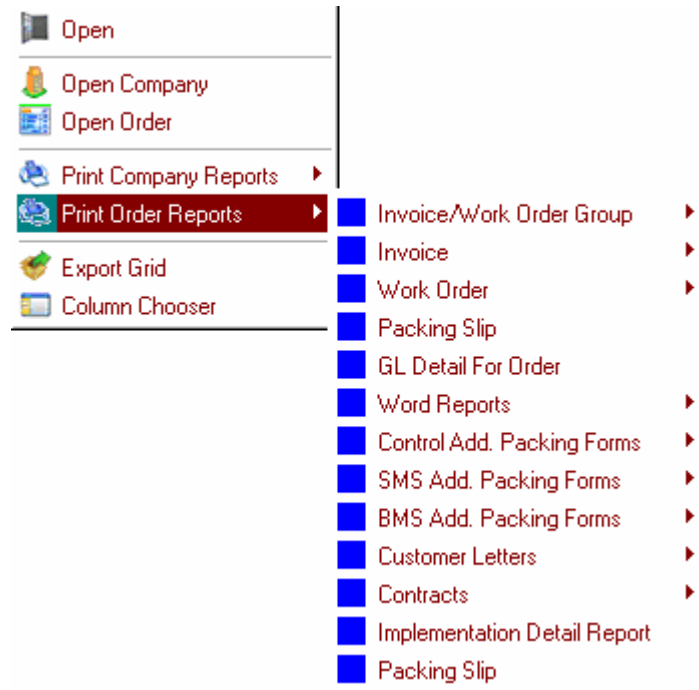 Open
Open Company
Open Order
Print Company Reports
Print Order Reports
Export Grid
Column Chooser
Invoice/Work Order Group
Invoice
Work Order
Packing Slip
GL Detail For Order
Word Reports
Control Add. Packing Forms
SMS Add. Packing Forms
BMS Add. Packing Forms
Customer Letters
Contracts
Implementation Detail Report
Packing Slip